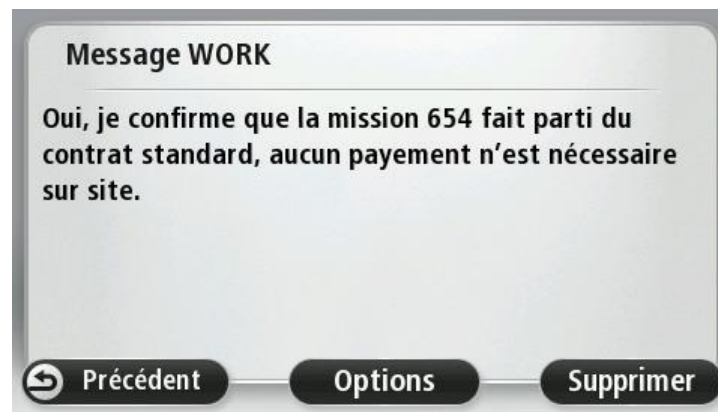 Message WORK
Oui, je confirme que la mission 654 fait parti du
contrat standard, aucun payement n’est nécessaire
sur site.
Précédent
Options
Supprimer